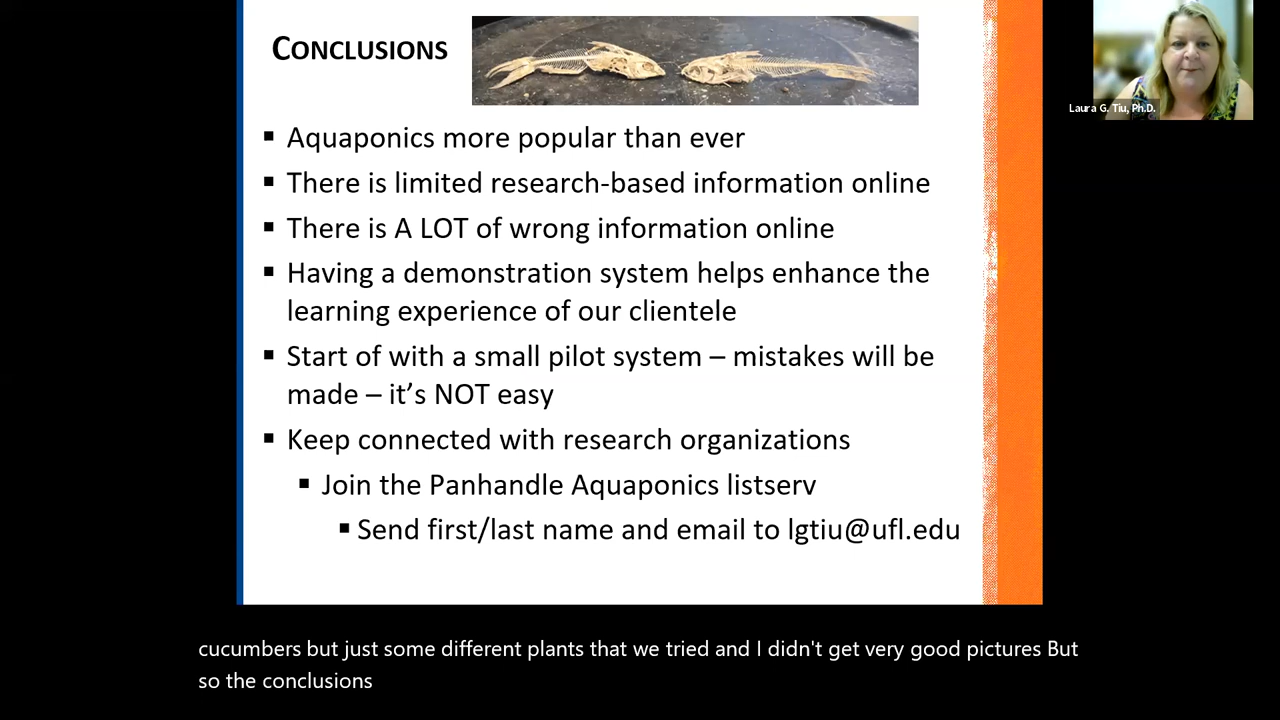 CONCLUSIONS
Laura G. Tiu, Ph.D.
▪ Aquaponics more popular than ever
▪ There is limited research-based information online
▪ There is A LOT of wrong information online
▪ Having a demonstration system helps enhance the
learning experience of our clientele
▪ Start of with a small pilot system – mistakes will be
made – it’s NOT easy
▪ Keep connected with research organizations
▪ Join the Panhandle Aquaponics listserv
▪ Send first/last name and email to lgtiu@ufl.edu
cucumbers but just some different plants that we tried and I didn't get very good pictures But
so the conclusions